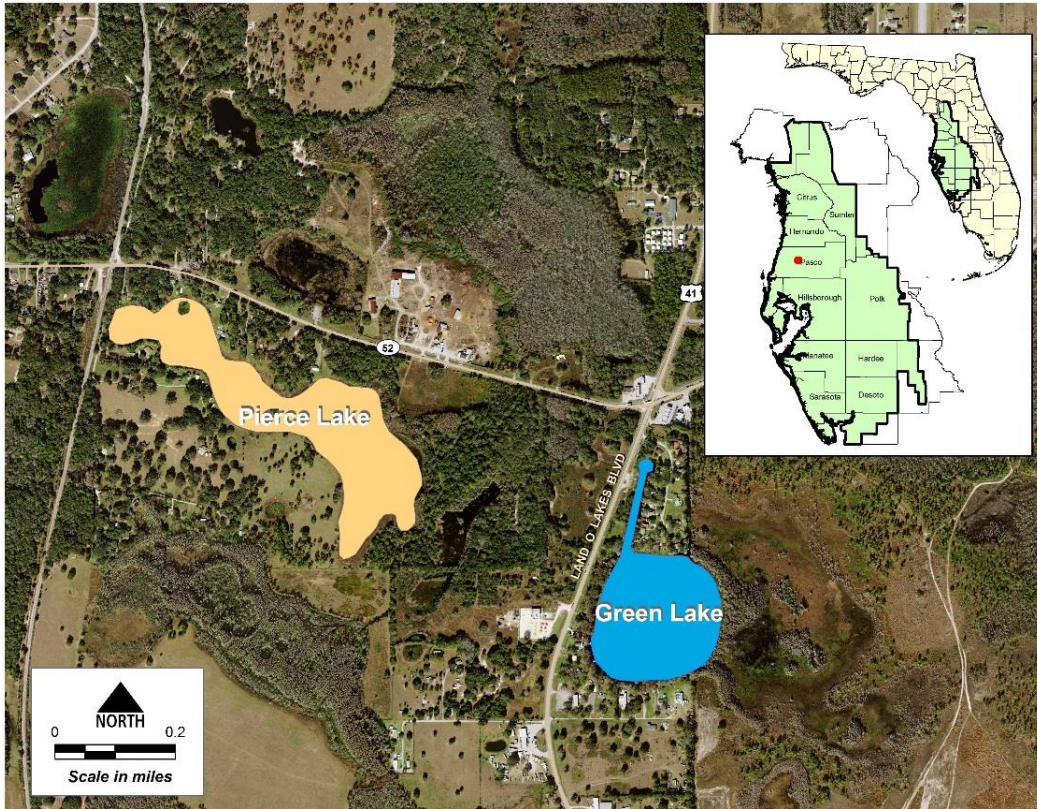 41
52
Pierce Lake
LAND O' LAKES BLVD
Green Lake
NORTH
0 0.2
Scale in miles
Citrus
Sumter
Hernando
Pasco
Hillsborough
Polk
Manatee
Hardee
Sarasota
Desoto